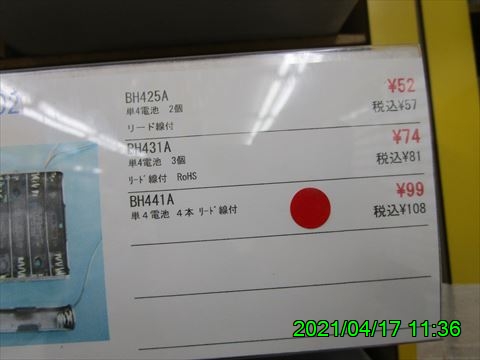 BH425A ¥52
単4電池 2個 税込¥57
リード線付
BH431A ¥74
単4電池 3個 税込¥81
ﾘｰﾄﾞ線付 RoHS
BH441A ¥99
単４電池 ４本 ﾘｰﾄﾞ線付 税込¥108
2021/04/17 11:36